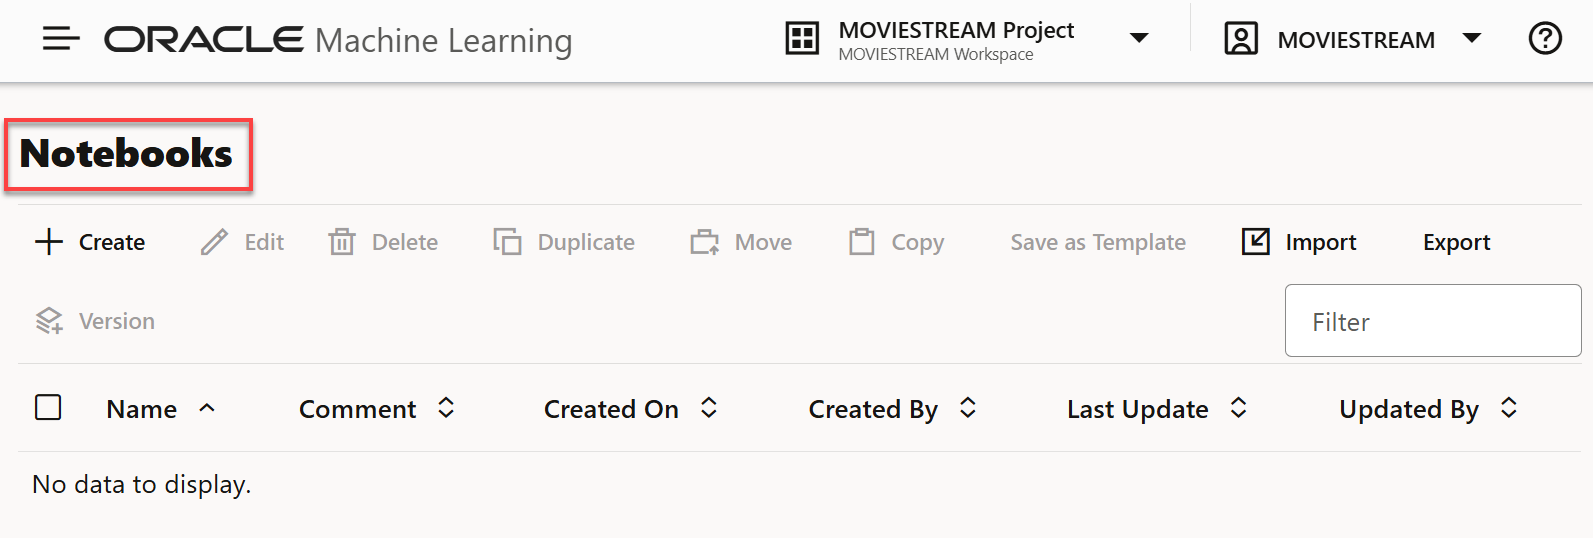 ORACLE Machine Learning
MOVIESTREAM Project
MOVIESTREAM Workspace
MOVIESTREAM
Notebooks
Create Edit Delete Duplicate Move Copy Save as Template Import Export
Version
Filter
Name Comment Created On Created By Last Update Updated By
No data to display.